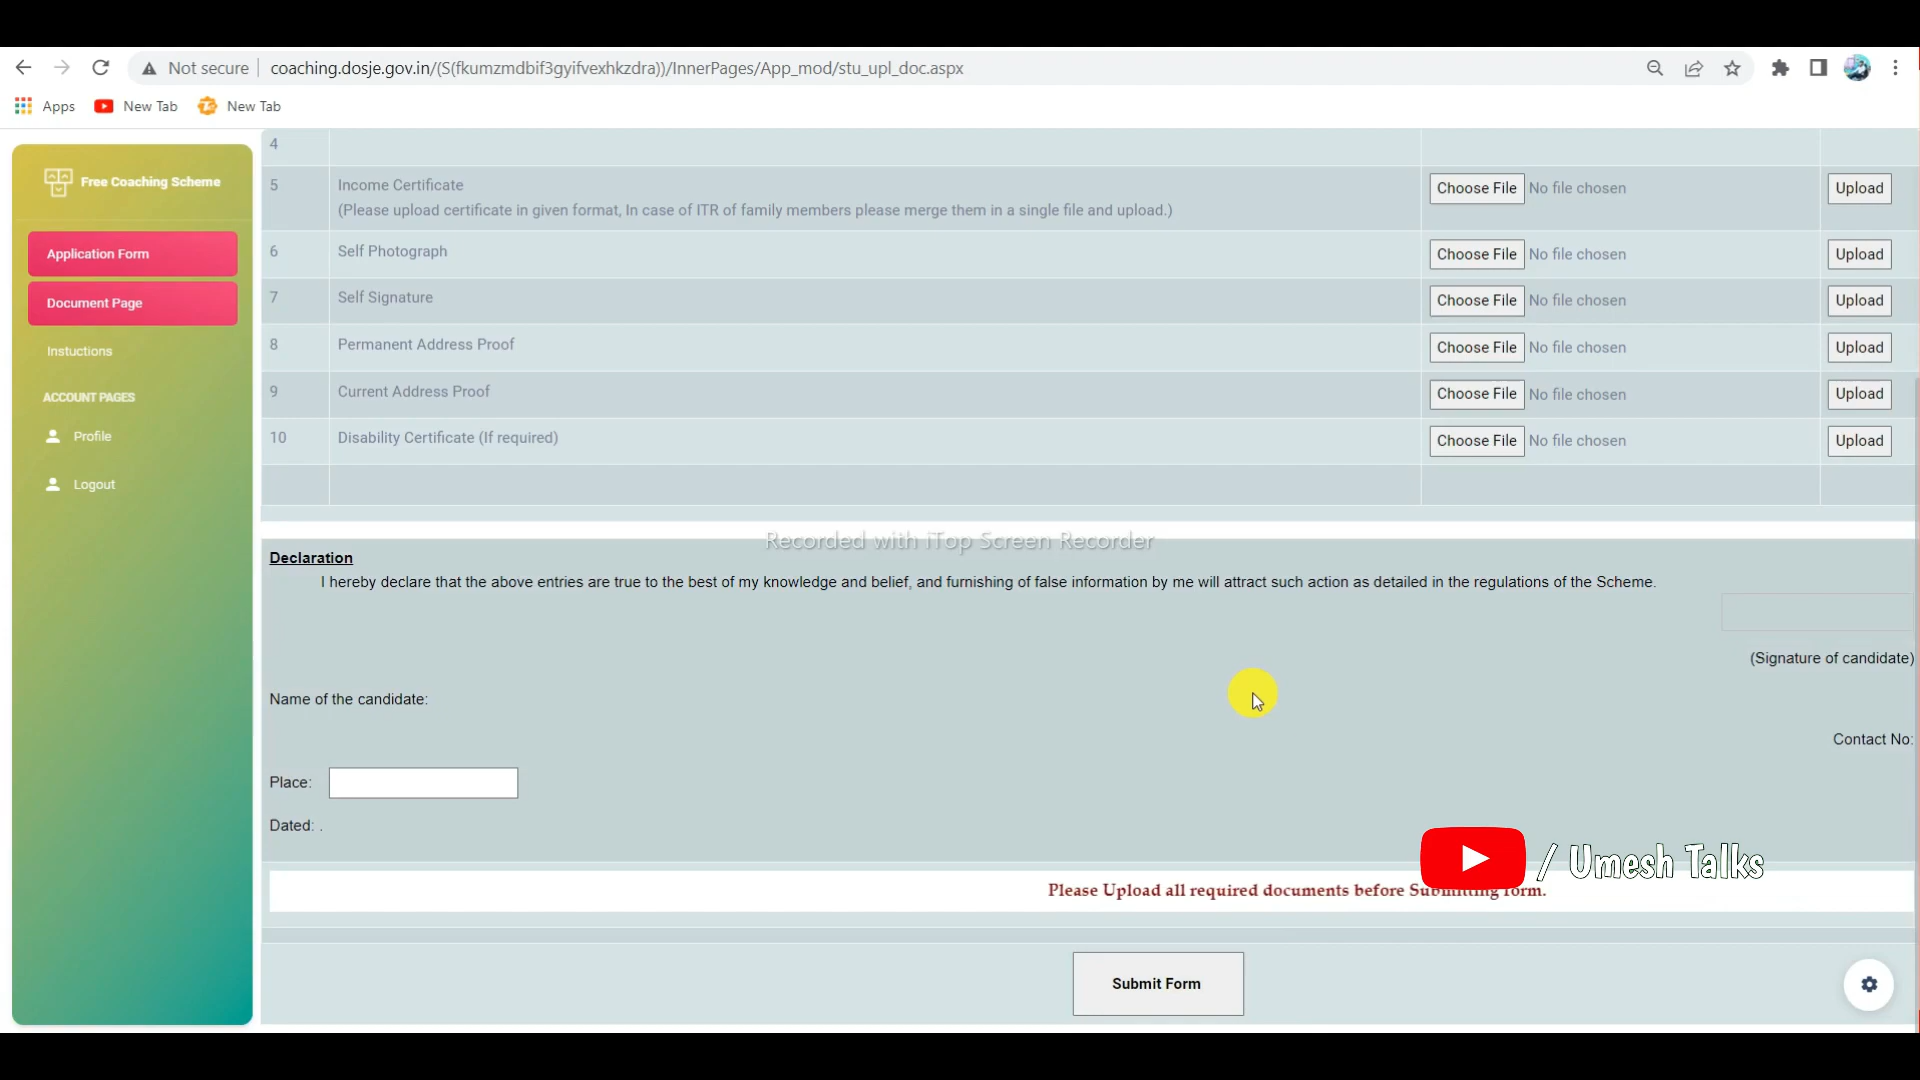 Not secure
coaching.dosje.gov.in/(S(fkumzmdbif3gyifvexhkzdra))/InnerPages/App_mod/stu_upl_doc.aspx
Apps New Tab New Tab
Free Coaching Scheme
Application Form
Document Page
Instuctions
ACCOUNT PAGES
Profile
Logout
4
5 Income Certificate Choose File No file chosen Upload
(Please upload certificate in given format, In case of ITR of family members please merge them in a single file and upload.)
6 Self Photograph Choose File No file chosen Upload
7 Self Signature Choose File No file chosen Upload
8 Permanent Address Proof Choose File No file chosen Upload
9 Current Address Proof Choose File No file chosen Upload
10 Disability Certificate (If required) Choose File No file chosen Upload
Recorded with iTop Screen Recorder
Declaration
I hereby declare that the above entries are true to the best of my knowledge and belief, and furnishing of false information by me will attract such action as detailed in the regulations of the Scheme.
(Signature of candidate)
Name of the candidate:
Contact No:
Place:
Dated: .
/ Umesh Talks
Please Upload all required documents before Submitting form.
Submit Form